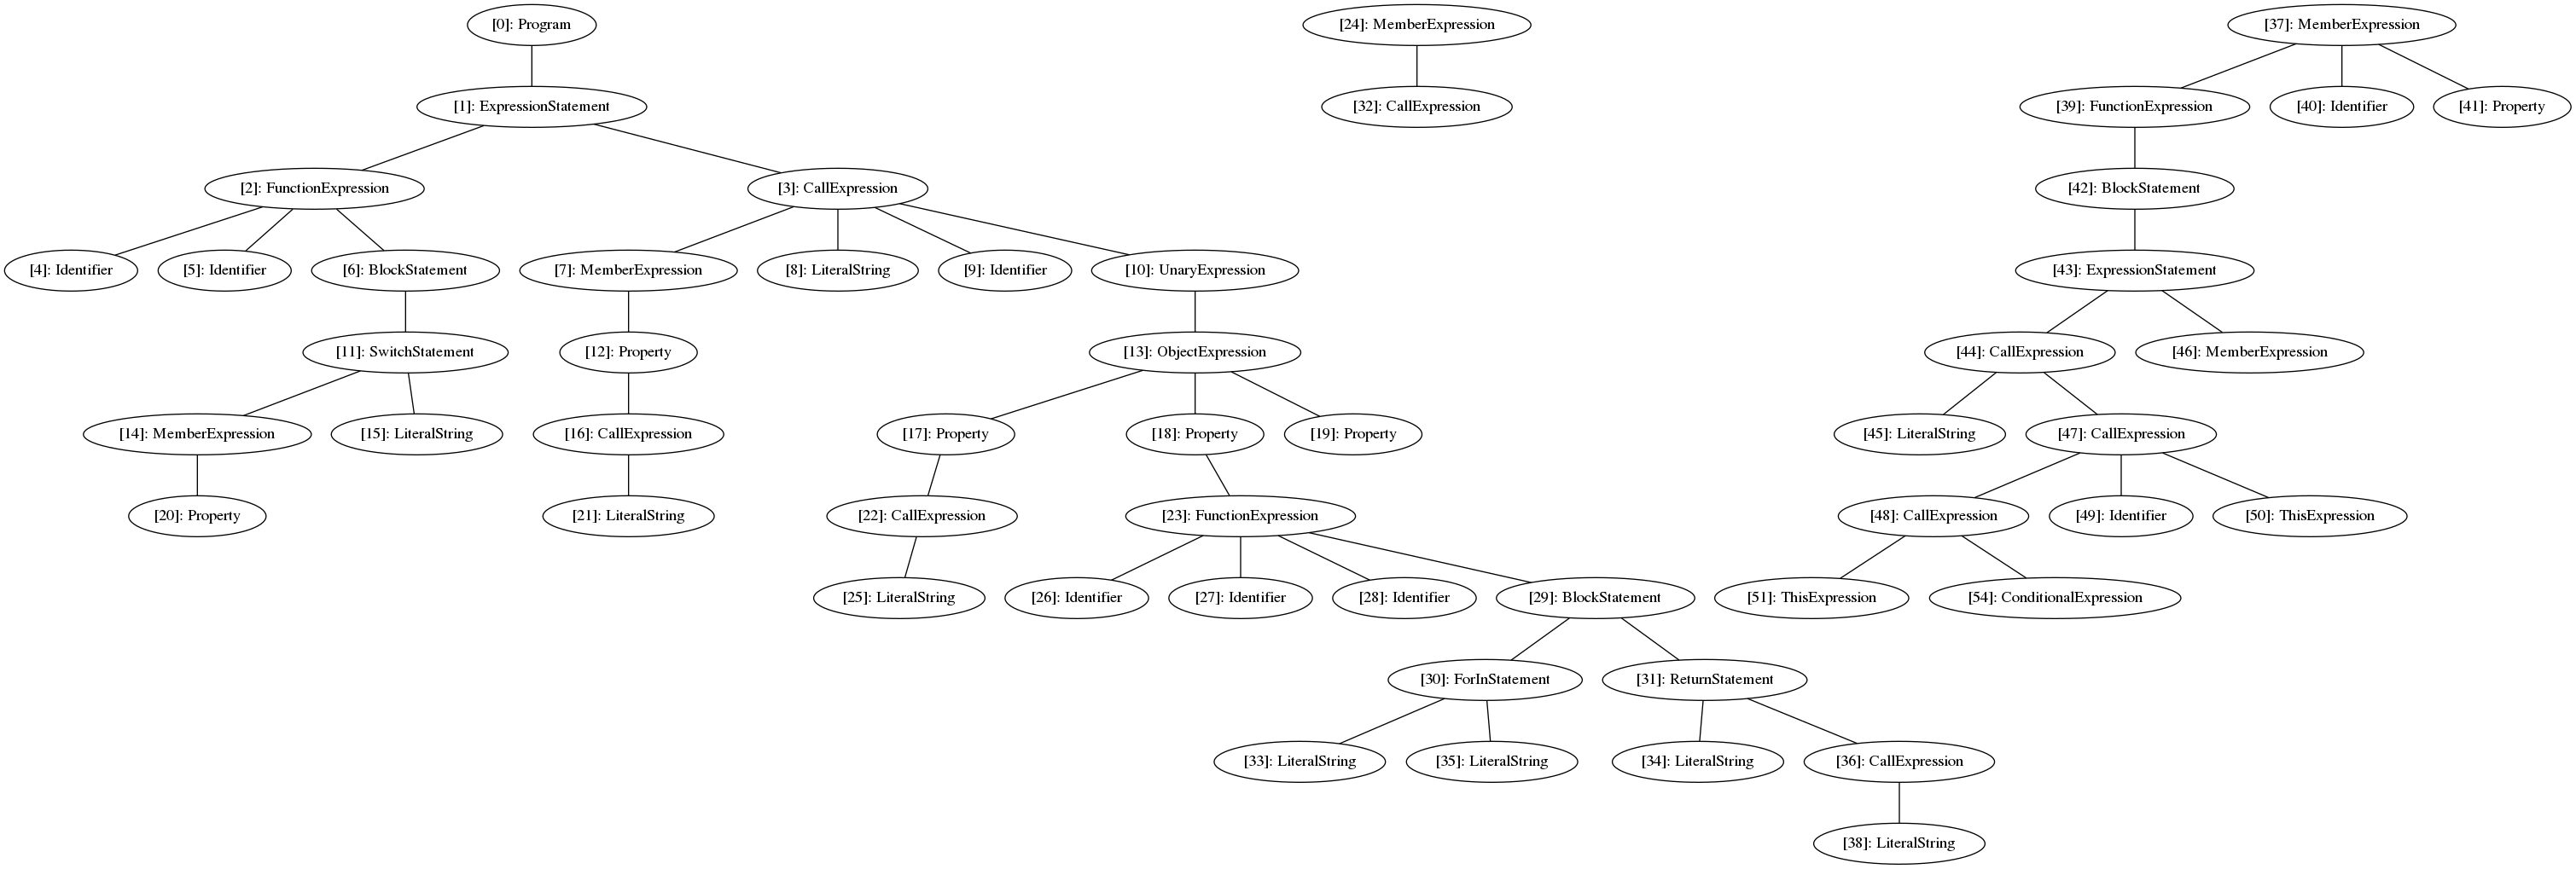 [0]: Program
[24]: MemberExpression
[37]: MemberExpression
[1]: ExpressionStatement
[32]: CallExpression
[39]: FunctionExpression
[40]: Identifier
[41]: Property
[2]: FunctionExpression
[3]: CallExpression
[42]: BlockStatement
[4]: Identifier
[5]: Identifier
[6]: BlockStatement
[7]: MemberExpression
[8]: LiteralString
[9]: Identifier
[10]: UnaryExpression
[43]: ExpressionStatement
[11]: SwitchStatement
[12]: Property
[13]: ObjectExpression
[44]: CallExpression
[46]: MemberExpression
[14]: MemberExpression
[15]: LiteralString
[16]: CallExpression
[17]: Property
[18]: Property
[19]: Property
[45]: LiteralString
[47]: CallExpression
[20]: Property
[21]: LiteralString
[22]: CallExpression
[23]: FunctionExpression
[48]: CallExpression
[49]: Identifier
[50]: ThisExpression
[25]: LiteralString
[26]: Identifier
[27]: Identifier
[28]: Identifier
[29]: BlockStatement
[51]: ThisExpression
[54]: ConditionalExpression
[30]: ForInStatement
[31]: ReturnStatement
[33]: LiteralString
[35]: LiteralString
[34]: LiteralString
[36]: CallExpression
[38]: LiteralString